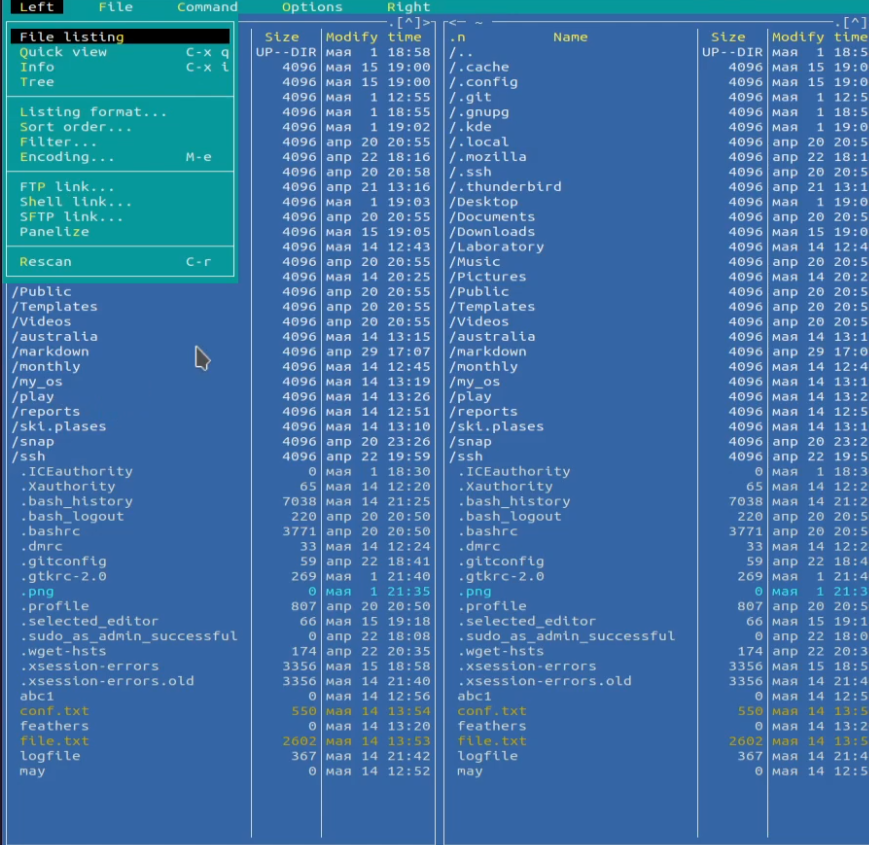 Left File Command Options Right
.[^]> <─ ~ .[^]
File listing Size Modify time .n Name Size Modify time
Quick view C-x q UP--DIR мая 1 18:58 /.. UP--DIR мая 1 18:5
Info C-x i 4096 мая 15 19:00 /.cache 4096 мая 15 19:0
Tree 4096 мая 15 19:00 /.config 4096 мая 15 19:0
4096 мая 1 12:55 /.git 4096 мая 1 12:5
Listing format... 4096 мая 1 18:55 /.gnupg 4096 мая 1 18:5
Sort order... 4096 мая 1 19:02 /.kde 4096 мая 1 19:0
Filter... 4096 апр 20 20:55 /.local 4096 апр 20 20:5
Encoding... M-e 4096 апр 22 18:16 /.mozilla 4096 апр 22 18:1
4096 апр 20 20:58 /.ssh 4096 апр 20 20:5
FTP link... 4096 апр 21 13:16 /.thunderbird 4096 апр 21 13:1
Shell link... 4096 мая 1 19:03 /Desktop 4096 мая 1 19:0
SFTP link... 4096 апр 20 20:55 /Documents 4096 апр 20 20:5
Panelize 4096 мая 15 19:05 /Downloads 4096 мая 15 19:0
4096 мая 14 12:43 /Laboratory 4096 мая 14 12:4
Rescan C-r 4096 апр 20 20:55 /Music 4096 апр 20 20:5
4096 мая 14 20:25 /Pictures 4096 мая 14 20:2
/Public 4096 апр 20 20:55 /Public 4096 апр 20 20:5
/Templates 4096 апр 20 20:55 /Templates 4096 апр 20 20:5
/Videos 4096 апр 20 20:55 /Videos 4096 апр 20 20:5
/australia 4096 мая 14 13:15 /australia 4096 мая 14 13:1
/markdown 4096 апр 29 17:07 /markdown 4096 апр 29 17:0
/monthly 4096 мая 14 12:45 /monthly 4096 мая 14 12:4
/my_os 4096 мая 14 13:19 /my_os 4096 мая 14 13:1
/play 4096 мая 14 13:26 /play 4096 мая 14 13:2
/reports 4096 мая 14 12:51 /reports 4096 мая 14 12:5
/ski.plases 4096 мая 14 13:10 /ski.plases 4096 мая 14 13:1
/snap 4096 апр 20 23:26 /snap 4096 апр 20 23:2
/ssh 4096 апр 22 19:59 /ssh 4096 апр 22 19:5
.ICEauthority 0 мая 1 18:30 .ICEauthority 0 мая 1 18:3
.Xauthority 65 мая 14 12:20 .Xauthority 65 мая 14 12:2
.bash_history 7038 мая 14 21:25 .bash_history 7038 мая 14 21:2
.bash_logout 220 апр 20 20:50 .bash_logout 220 апр 20 20:5
.bashrc 3771 апр 20 20:50 .bashrc 3771 апр 20 20:5
.dmrc 33 мая 14 12:24 .dmrc 33 мая 14 12:2
.gitconfig 59 апр 22 18:41 .gitconfig 59 апр 22 18:4
.gtkrc-2.0 269 мая 1 21:40 .gtkrc-2.0 269 мая 1 21:4
.png 0 мая 1 21:35 .png 0 мая 1 21:3
.profile 807 апр 20 20:50 .profile 807 апр 20 20:5
.selected_editor 66 мая 15 19:18 .selected_editor 66 мая 15 19:1
.sudo_as_admin_successful 0 апр 22 18:08 .sudo_as_admin_successful 0 апр 22 18:0
.wget-hsts 174 апр 22 20:35 .wget-hsts 174 апр 22 20:3
.xsession-errors 3356 мая 15 18:58 .xsession-errors 3356 мая 15 18:5
.xsession-errors.old 3356 мая 14 21:40 .xsession-errors.old 3356 мая 14 21:4
abc1 0 мая 14 12:56 abc1 0 мая 14 12:5
conf.txt 550 мая 14 13:54 conf.txt 550 мая 14 13:5
feathers 0 мая 14 13:20 feathers 0 мая 14 13:2
file.txt 2602 мая 14 13:53 file.txt 2602 мая 14 13:5
logfile 367 мая 14 21:42 logfile 367 мая 14 21:4
may 0 мая 14 12:52 may 0 мая 14 12:5